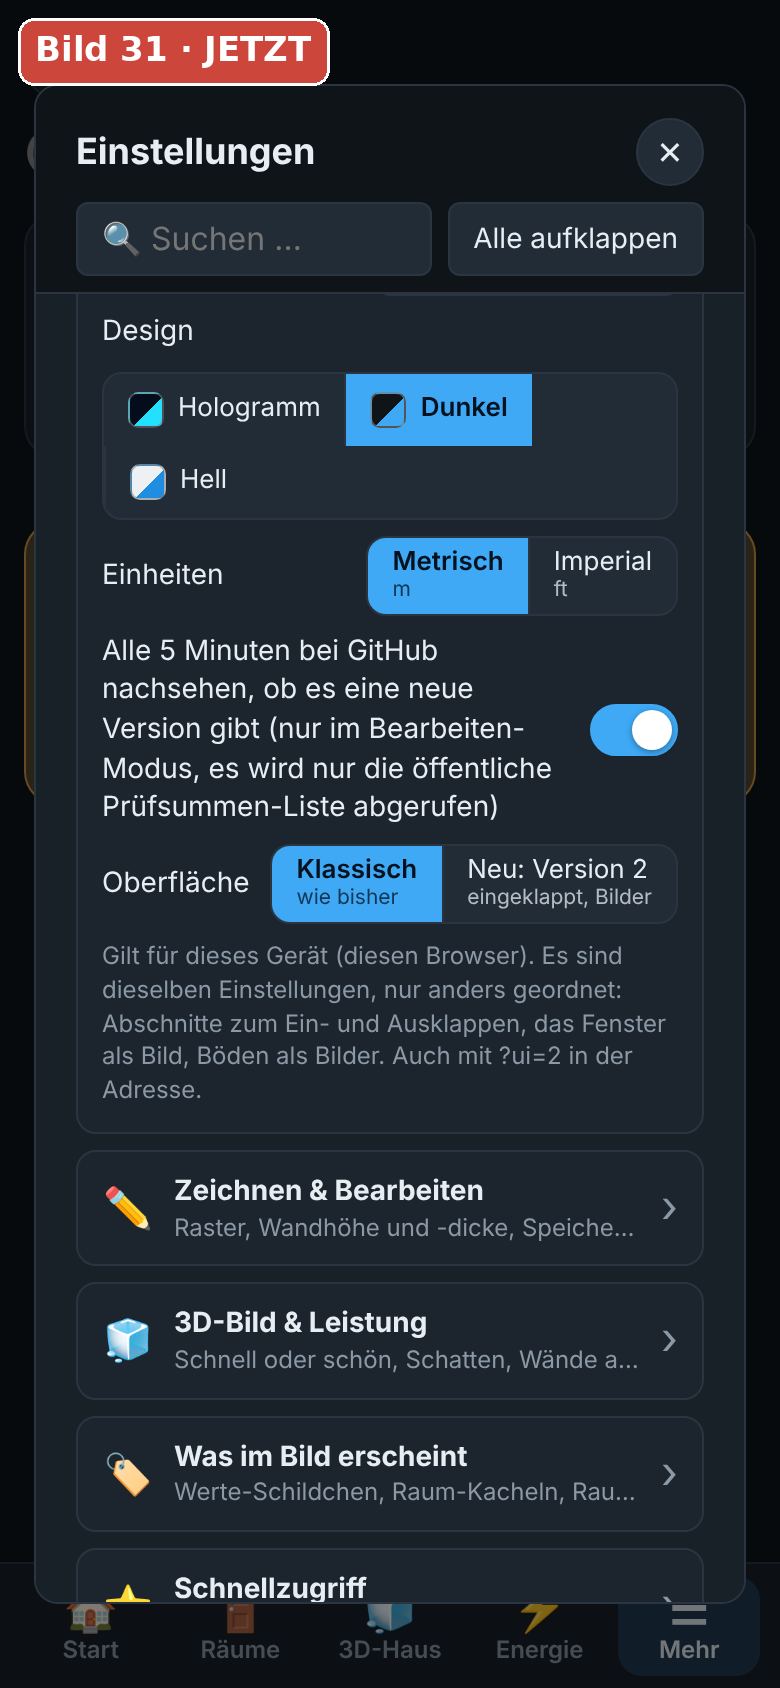 Bild 31 · JETZT
Einstellungen
Suchen ...
Alle aufklappen
Design
Hologramm
Dunkel
Hell
Einheiten
Metrisch
m
Imperial
ft
Alle 5 Minuten bei GitHub
nachsehen, ob es eine neue
Version gibt (nur im Bearbeiten-
Modus, es wird nur die öffentliche
Prüfsummen-Liste abgerufen)
Oberfläche
Klassisch
wie bisher
Neu: Version 2
eingeklappt, Bilder
Gilt für dieses Gerät (diesen Browser). Es sind
dieselben Einstellungen, nur anders geordnet:
Abschnitte zum Ein- und Ausklappen, das Fenster
als Bild, Böden als Bilder. Auch mit ?ui=2 in der
Adresse.
Zeichnen & Bearbeiten
Raster, Wandhöhe und -dicke, Speiche...
3D-Bild & Leistung
Schnell oder schön, Schatten, Wände a...
Was im Bild erscheint
Werte-Schildchen, Raum-Kacheln, Rau...
Schnellzugriff
Start
Räume
3D-Haus
Energie
Mehr